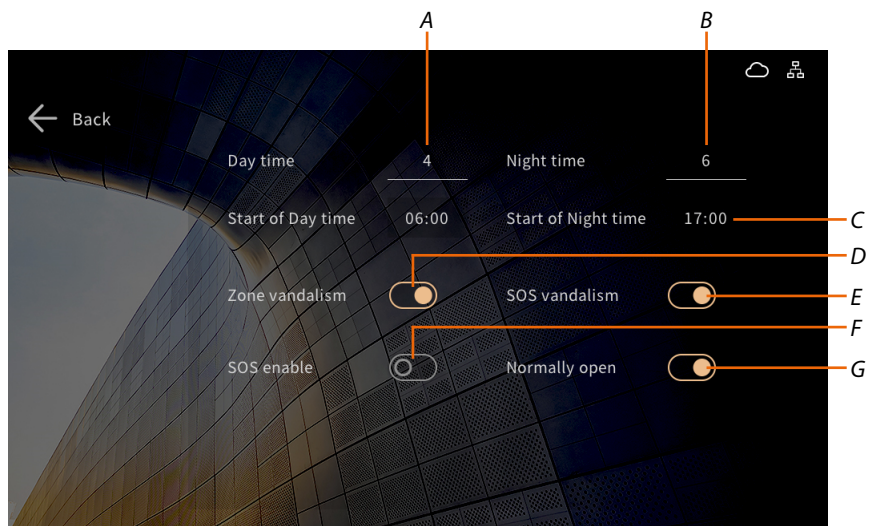 A B
Back
Day time 4 Night time 6
Start of Day time 06:00 Start of Night time 17:00 C
D
Zone vandalism SOS vandalism E
F
SOS enable Normally open G